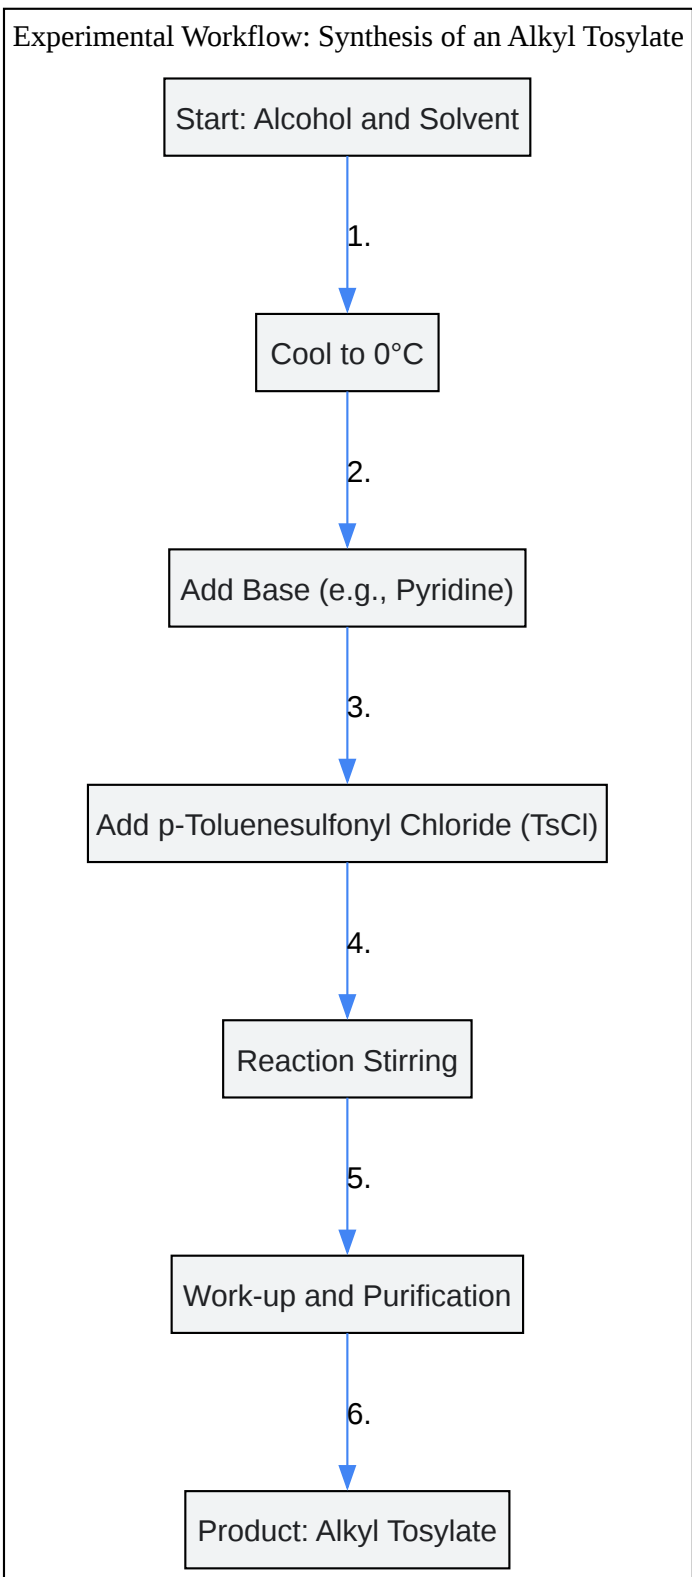 Experimental Workflow: Synthesis of an Alkyl Tosylate
Start: Alcohol and Solvent
1.
Cool to 0°C
2.
Add Base (e.g., Pyridine)
3.
Add p-Toluenesulfonyl Chloride (TsCl)
4.
Reaction Stirring
5.
Work-up and Purification
6.
Product: Alkyl Tosylate